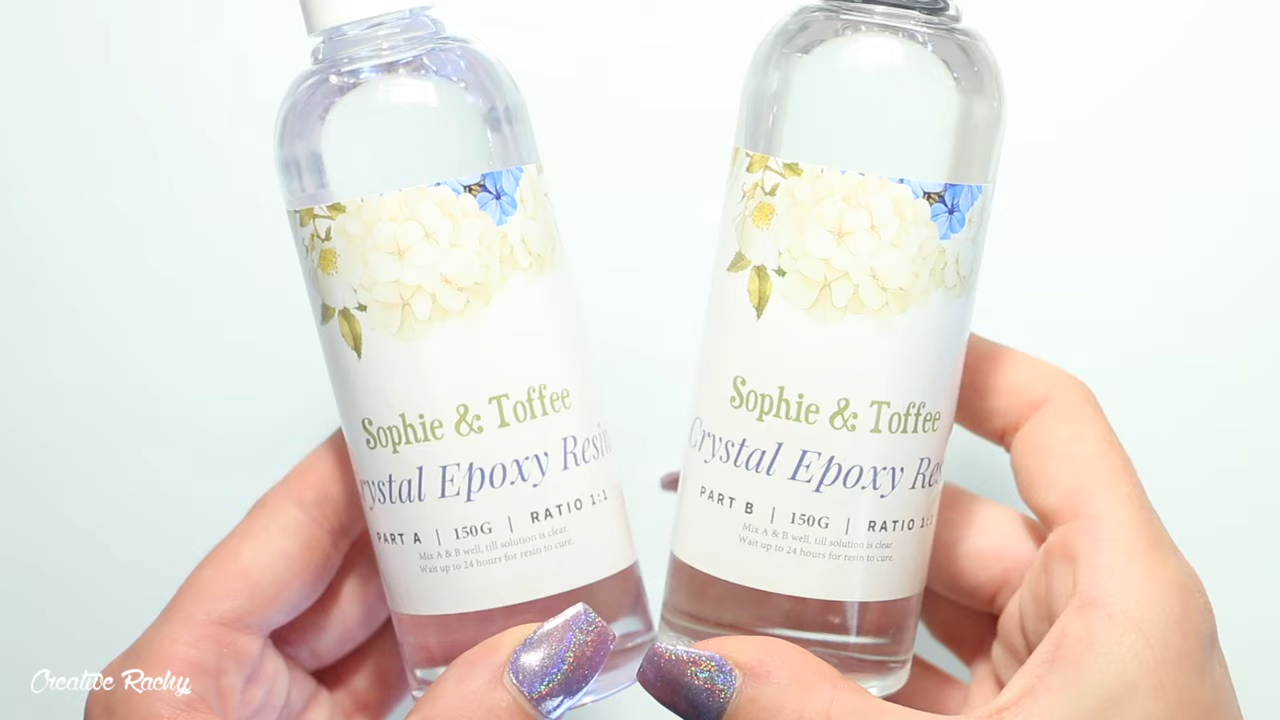 Sophie & Toffee
rystal Epoxy Resin
PART A | 150G | RATIO 1:1
Mix A & B well, till solution is clear.
Wait up to 24 hours for resin to cure.
Sophie & Toffee
Crystal Epoxy Res
PART B | 150G | RATIO 1:1
Mix A & B well, till solution is clear.
Wait up to 24 hours for resin to cure.
Creative Rachy